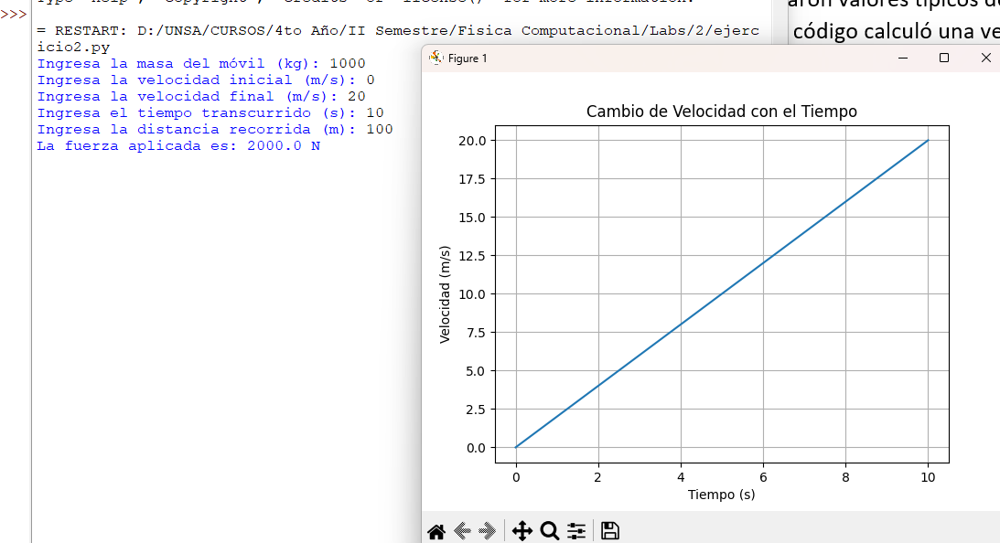 >>>
= RESTART: D:/UNSA/CURSOS/4to Año/II Semestre/Fisica Computacional/Labs/2/ejerc
icio2.py
Ingresa la masa del móvil (kg): 1000
Ingresa la velocidad inicial (m/s): 0
Ingresa la velocidad final (m/s): 20
Ingresa el tiempo transcurrido (s): 10
Ingresa la distancia recorrida (m): 100
La fuerza aplicada es: 2000.0 N
valores típicos
código calculó una
Figure 1
Cambio de Velocidad con el Tiempo
20.0
17.5
15.0
12.5
10.0
7.5
5.0
2.5
0.0
Velocidad (m/s)
0 2 4 6 8 10
Tiempo (s)